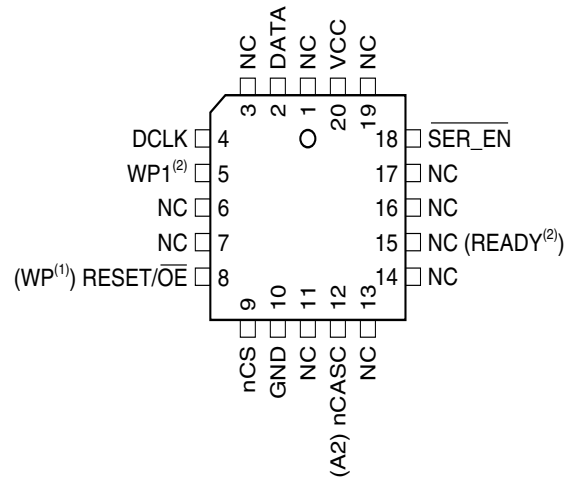 NC
DATA
NC
VCC
NC
3
2
1
20
19
DCLK 4
18 SER_EN
WP1(2) 5
17 NC
NC 6
16 NC
NC 7
15 NC (READY(2))
(WP(1)) RESET/OE 8
14 NC
9
10
11
12
13
nCS
GND
NC
(A2) nCASC
NC